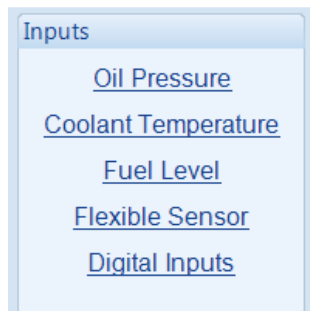 Inputs
Oil Pressure
Coolant Temperature
Fuel Level
Flexible Sensor
Digital Inputs